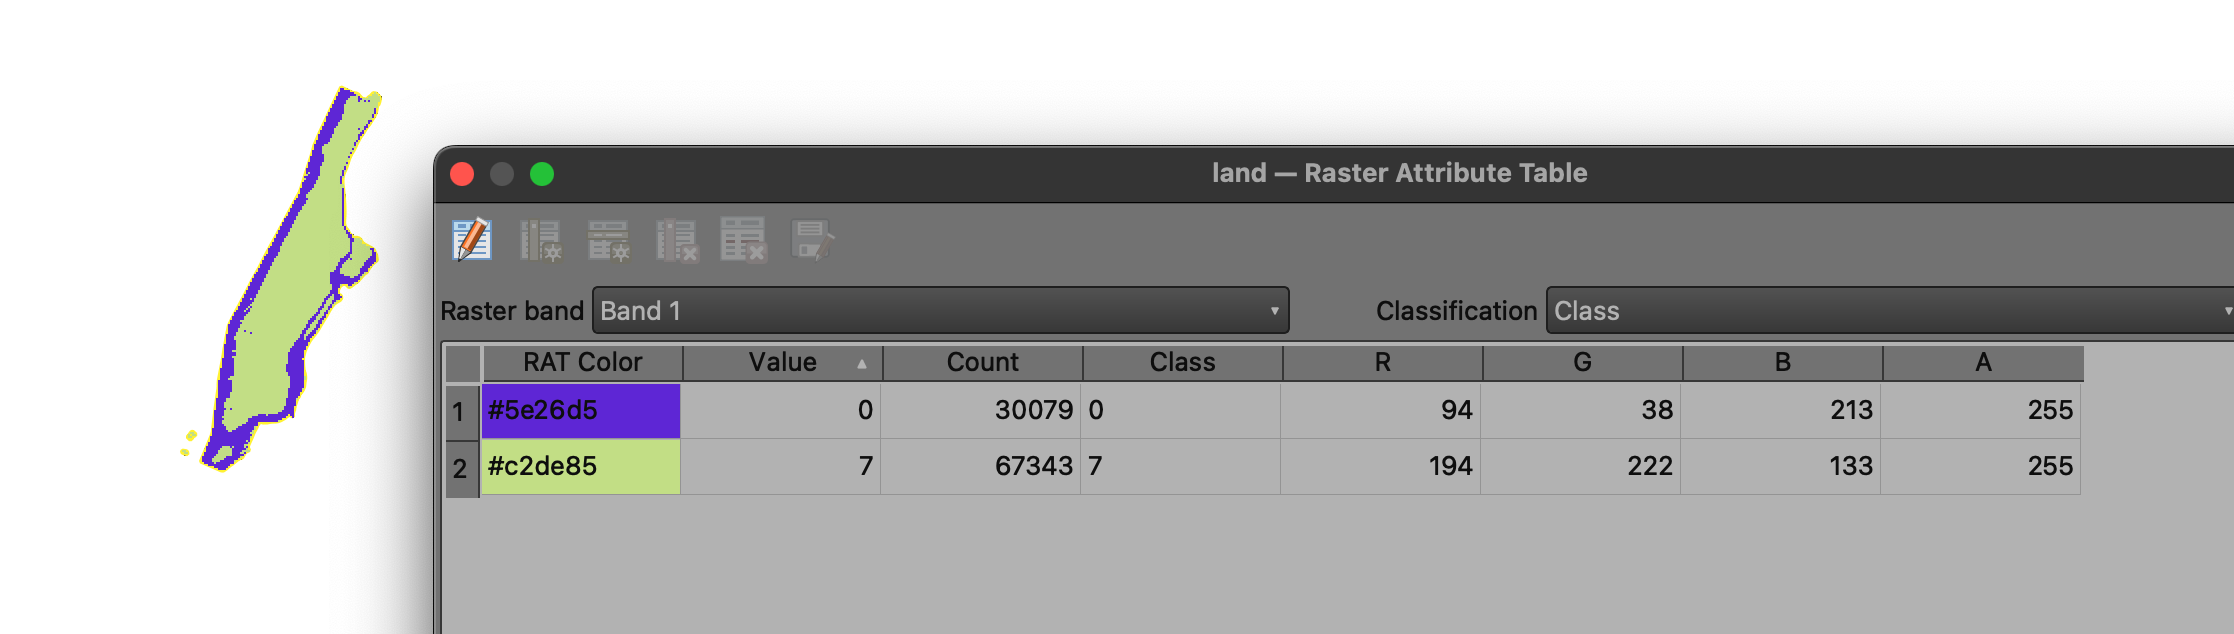 land — Raster Attribute Table
Raster band Band 1 Classification Class
RAT Color Value Count Class R G B A
1 #5e26d5 0 30079 0 94 38 213 255
2 #c2de85 7 67343 7 194 222 133 255